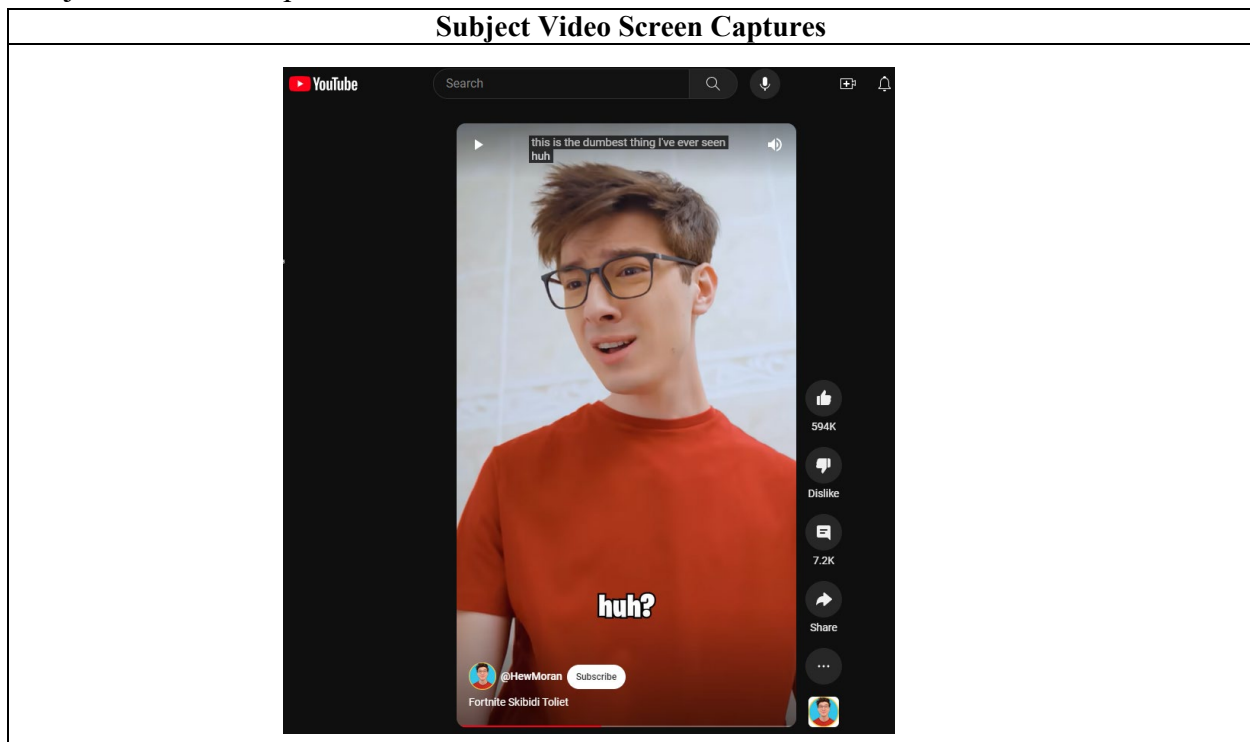 Subject Video Screen Captures
YouTube
Search
this is the dumbest thing I've ever seen
huh
594K
Dislike
7.2K
Share
huh?
@HewMoran Subscribe
Fortnite Skibidi Toliet